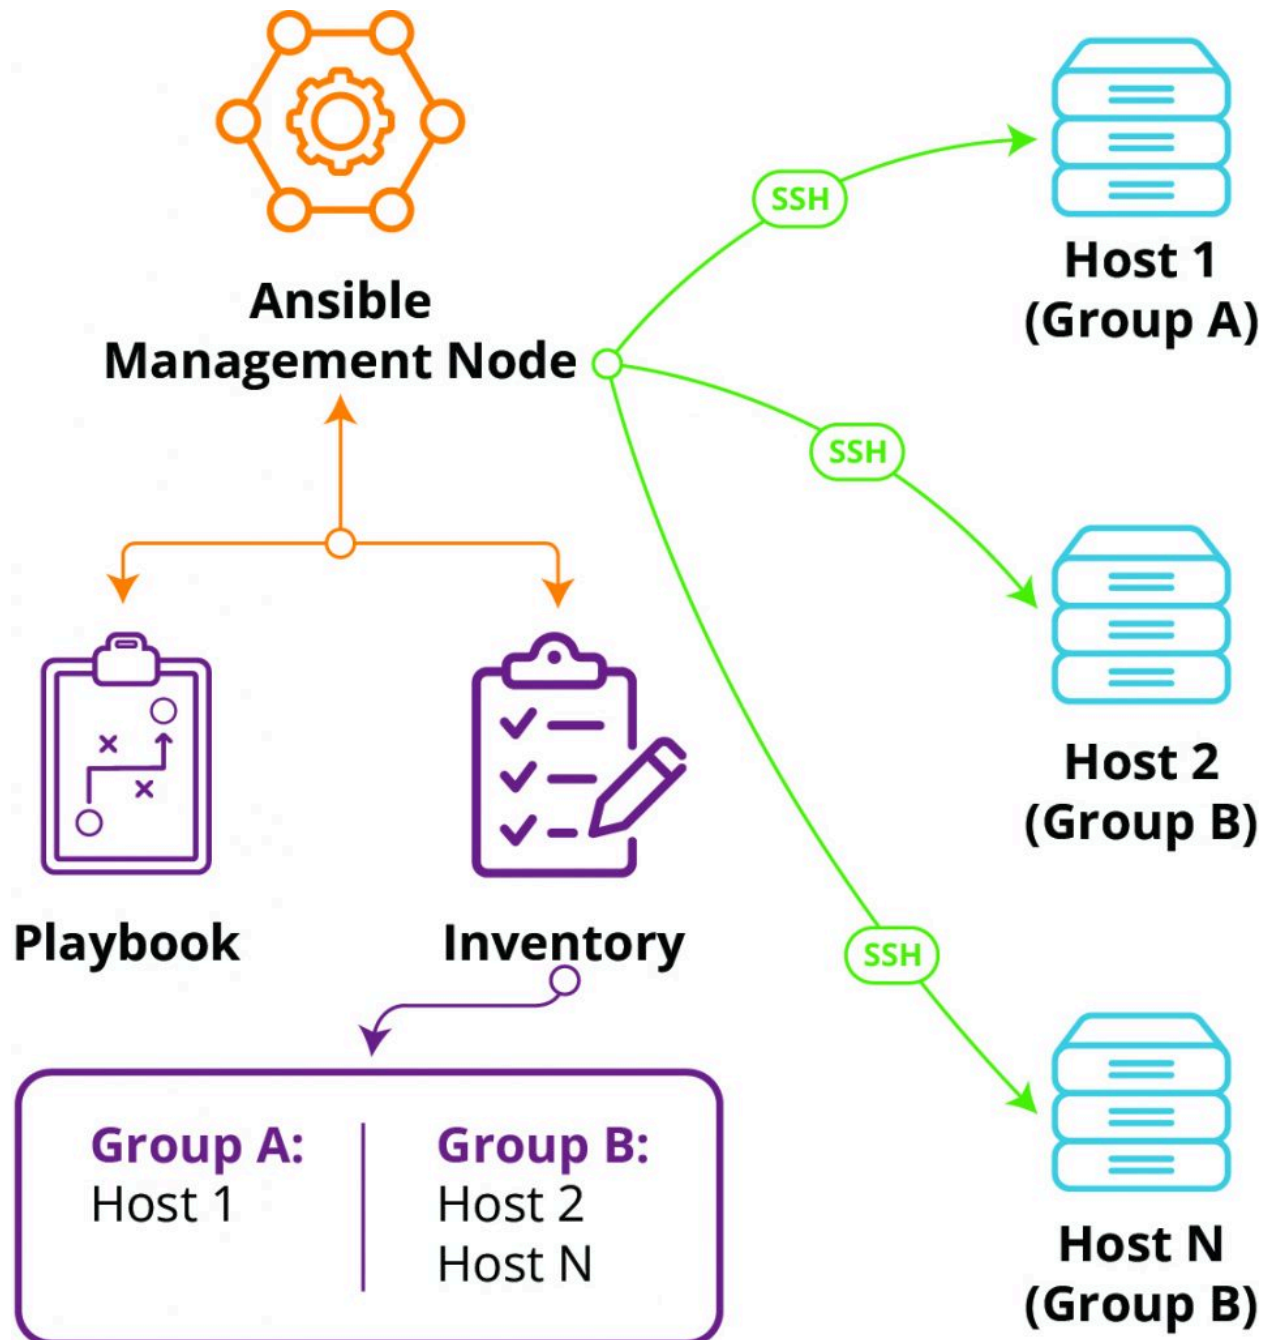 Ansible
Management Node
SSH
Host 1
(Group A)
SSH
Host 2
(Group B)
Playbook
Inventory
SSH
Group A:
Host 1
Group B:
Host 2
Host N
Host N
(Group B)